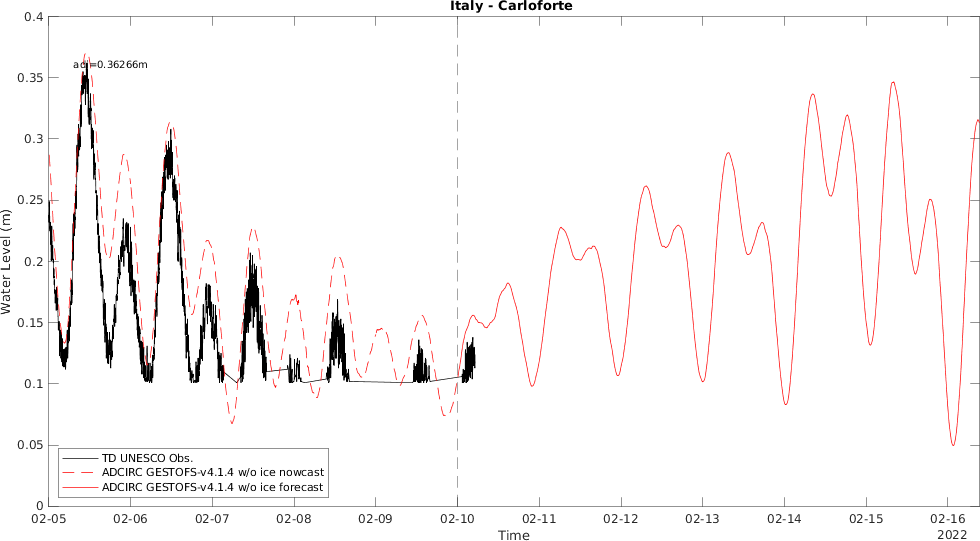 Italy - Carloforte
0.4
0.35
0.3
0.25
0.2
0.15
0.1
0.05
0
Water Level (m)
=0.36266m
TD UNESCO Obs.
ADCIRC GESTOFS-v4.1.4 w/o ice nowcast
ADCIRC GESTOFS-v4.1.4 w/o ice forecast
02-05 02-06 02-07 02-08 02-09 02-10 02-11 02-12 02-13 02-14 02-15 02-16
Time
2022